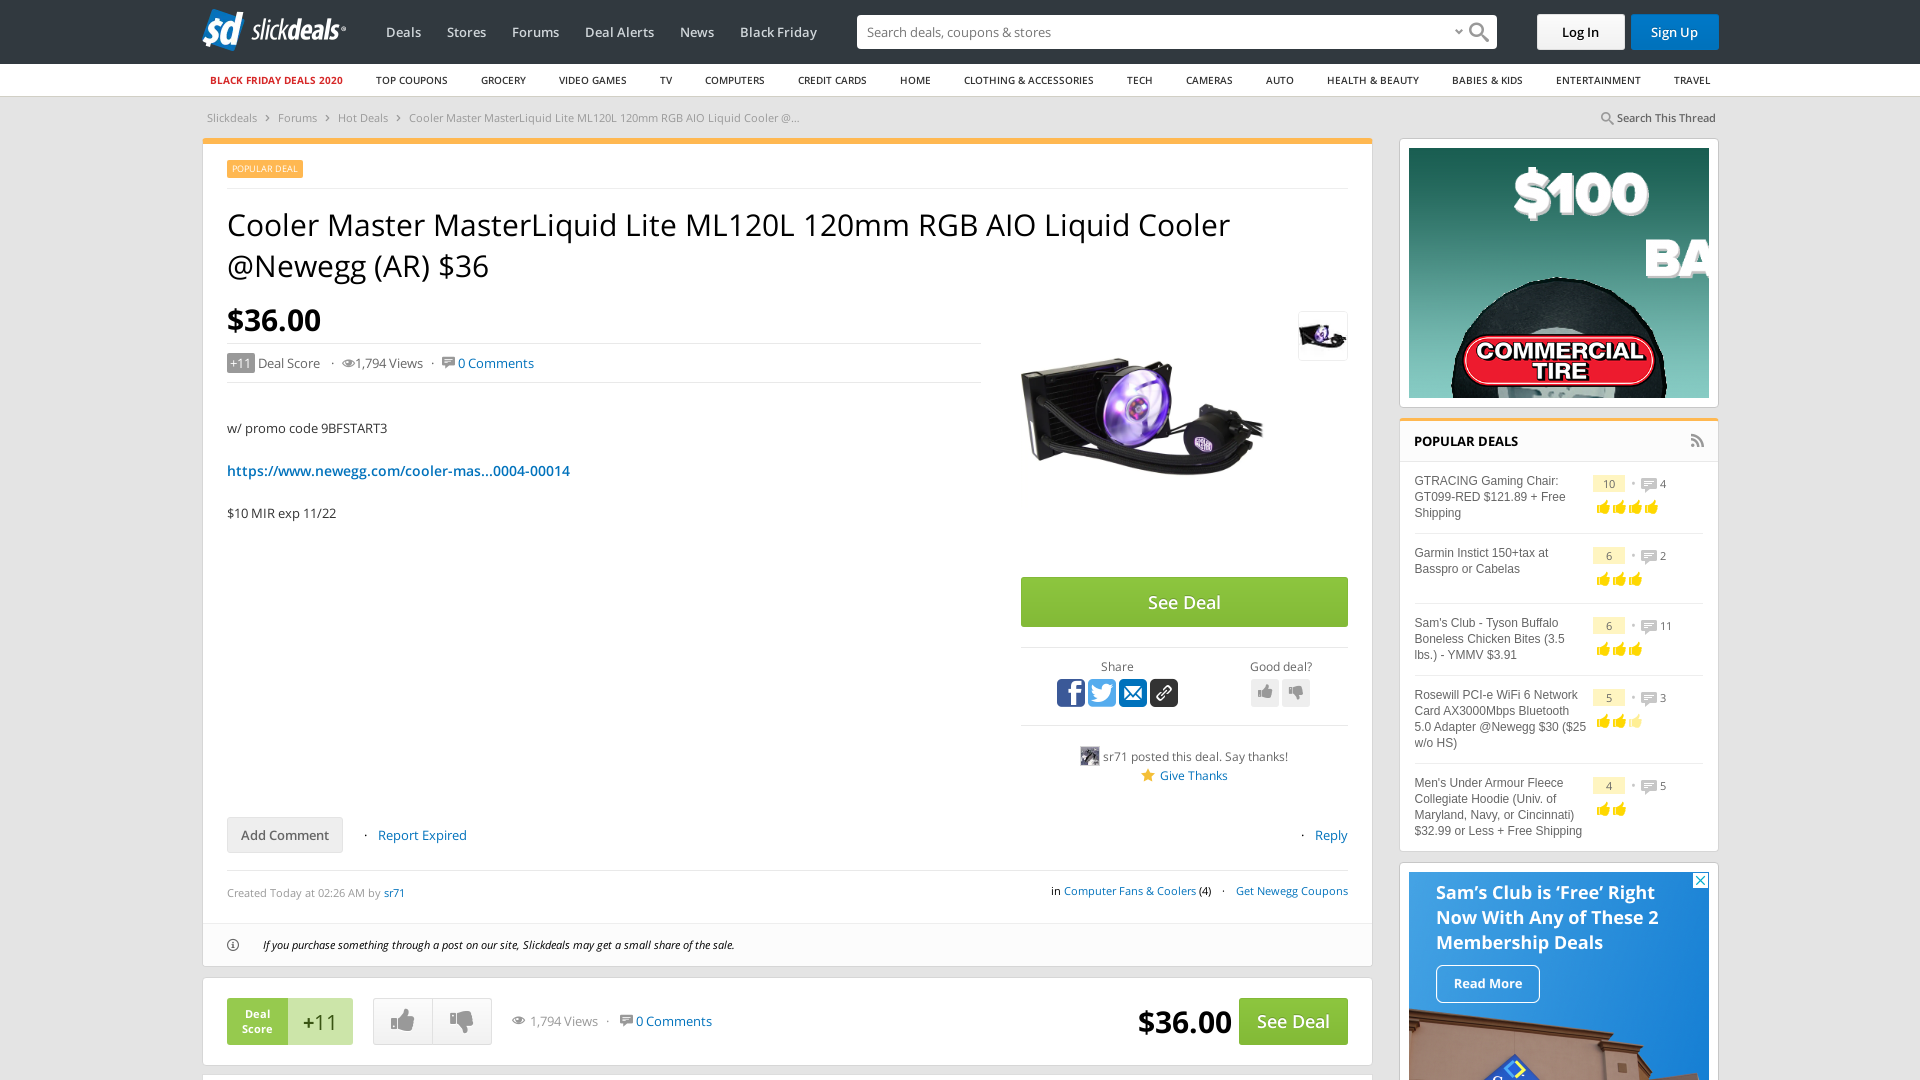 slickdeals
Deals
Stores
Forums
Deal Alerts
News
Black Friday
Search deals, coupons & stores
Log In
Sign Up
BLACK FRIDAY DEALS 2020
TOP COUPONS
GROCERY
VIDEO GAMES
TV
COMPUTERS
CREDIT CARDS
HOME
CLOTHING & ACCESSORIES
TECH
CAMERAS
AUTO
HEALTH & BEAUTY
BABIES & KIDS
ENTERTAINMENT
TRAVEL
Slickdeals › Forums › Hot Deals › Cooler Master MasterLiquid Lite ML120L 120mm RGB AIO Liquid Cooler @...
Search This Thread
POPULAR DEAL
Cooler Master MasterLiquid Lite ML120L 120mm RGB AIO Liquid Cooler
@Newegg (AR) $36
$36.00
+11 Deal Score · 1,794 Views · 0 Comments
w/ promo code 9BFSTART3
https://www.newegg.com/cooler-mas...0004-00014
$10 MIR exp 11/22
See Deal
Share
Good deal?
sr71 posted this deal. Say thanks!
Give Thanks
Add Comment · Report Expired
· Reply
Created Today at 02:26 AM by sr71
in Computer Fans & Coolers (4) · Get Newegg Coupons
If you purchase something through a post on our site, Slickdeals may get a small share of the sale.
Deal
Score
+11
1,794 Views · 0 Comments
$36.00
See Deal
$100
BA
COMMERCIAL
TIRE
POPULAR DEALS
GTRACING Gaming Chair:
GT099-RED $121.89 + Free
Shipping
10 • 4
Garmin Instict 150+tax at
Basspro or Cabelas
6 • 2
Sam's Club - Tyson Buffalo
Boneless Chicken Bites (3.5
lbs.) - YMMV $3.91
6 • 11
Rosewill PCI-e WiFi 6 Network
Card AX3000Mbps Bluetooth
5.0 Adapter @Newegg $30 ($25
w/o HS)
5 • 3
Men's Under Armour Fleece
Collegiate Hoodie (Univ. of
Maryland, Navy, or Cincinnati)
$32.99 or Less + Free Shipping
4 • 5
Sam's Club is 'Free' Right
Now With Any of These 2
Membership Deals
Read More